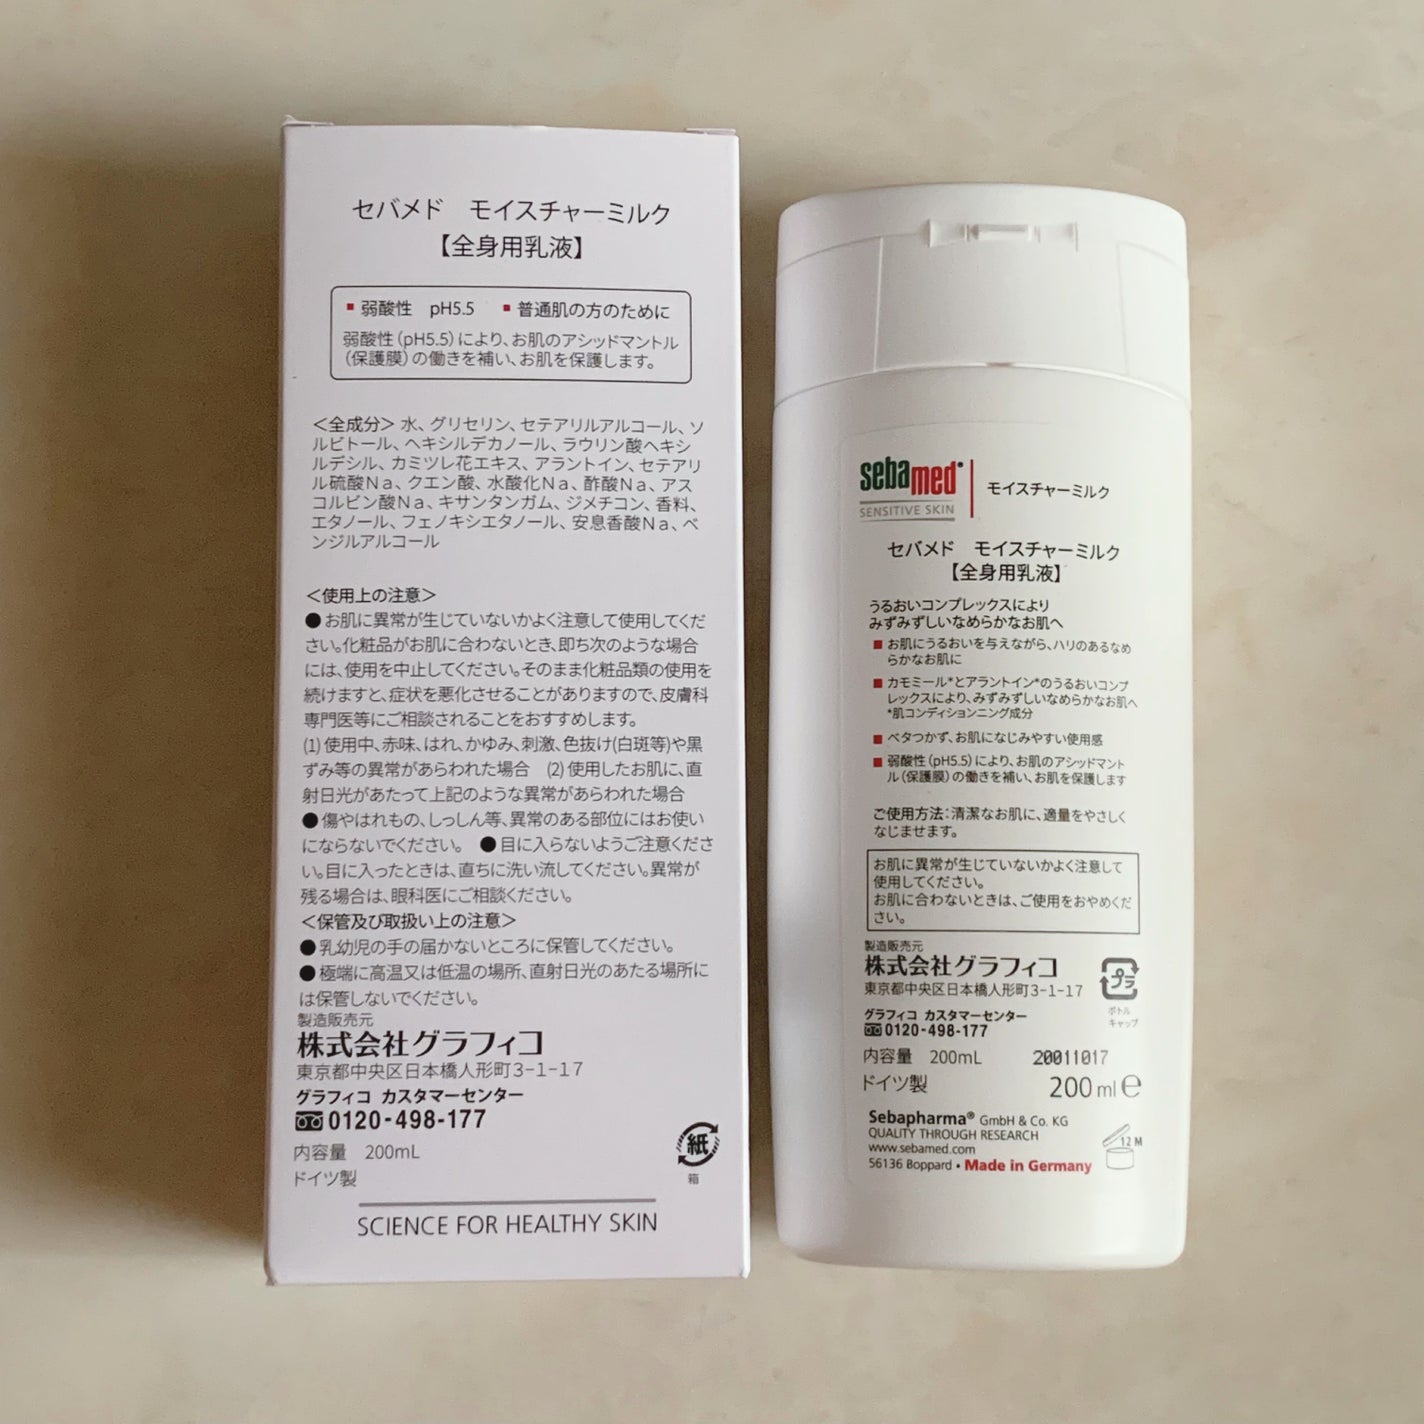 セバメド　モイスチャーミルク
【全身用乳液】
■ 弱酸性　pH5.5　■ 普通肌の方のために
弱酸性（pH5.5）により、お肌のアシッドマントル
（保護膜）の働きを補い、お肌を保護します。
＜全成分＞水、グリセリン、セテアリルアルコール、ソ
ルビトール、ヘキシルデカノール、ラウリン酸ヘキシ
ルデシル、カミツレ花エキス、アラントイン、セテアリ
ル硫酸Na、クエン酸、水酸化Na、酢酸Na、アス
コルビン酸Na、キサンタンガム、ジメチコン、香料、
エタノール、フェノキシエタノール、安息香酸Na、ベ
ンジルアルコール
＜使用上の注意＞
●お肌に異常が生じていないかよく注意して使用してくだ
さい。化粧品がお肌に合わないとき、即ち次のような場合
には、使用を中止してください。そのまま化粧品類の使用を
続けますと、症状を悪化させることがありますので、皮膚科
専門医等にご相談されることをおすすめします。
(1) 使用中、赤味、はれ、かゆみ、刺激、色抜け(白斑等)や黒
ずみ等の異常があらわれた場合　(2) 使用したお肌に、直
射日光があたって上記のような異常があらわれた場合
●傷やはれもの、しっしん等、異常のある部位にはお使い
にならないでください。　●目に入らないようご注意くださ
い。目に入ったときは、直ちに洗い流してください。異常が
残る場合は、眼科医にご相談ください。
＜保管及び取扱い上の注意＞
●乳幼児の手の届かないところに保管してください。
●極端に高温又は低温の場所、直射日光のあたる場所に
は保管しないでください。
製造販売元
株式会社グラフィコ
東京都中央区日本橋人形町3-1-17
グラフィコ カスタマーセンター
0120-498-177
内容量　200mL
ドイツ製
紙
箱
SCIENCE FOR HEALTHY SKIN
sebamed®
SENSITIVE SKIN
モイスチャーミルク
セバメド　モイスチャーミルク
【全身用乳液】
うるおいコンプレックスにより
みずみずしいなめらかなお肌へ
■ お肌にうるおいを与えながら、ハリのあるなめ
らかなお肌に
■ カモミール*とアラントイン*のうるおいコンプ
レックスにより、みずみずしいなめらかなお肌へ
*肌コンディションニング成分
■ ベタつかず、お肌になじみやすい使用感
■ 弱酸性（pH5.5）により、お肌のアシッドマント
ル（保護膜）の働きを補い、お肌を保護します
ご使用方法：清潔なお肌に、適量をやさしく
なじませます。
お肌に異常が生じていないかよく注意して
使用してください。
お肌に合わないときは、ご使用をおやめくだ
さい。
製造販売元
株式会社グラフィコ
東京都中央区日本橋人形町3-1-17
グラフィコ カスタマーセンター
0120-498-177
プラ
ボトル
キャップ
内容量　200mL　20011017
ドイツ製　200 ml ℮
Sebapharma® GmbH & Co. KG
QUALITY THROUGH RESEARCH
www.sebamed.com
56136 Boppard • Made in Germany
12 M